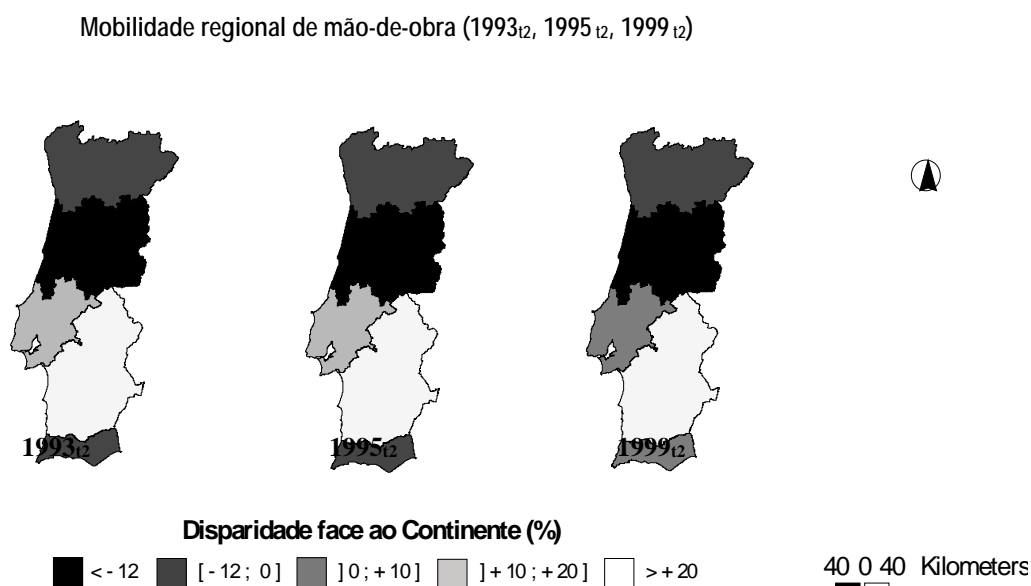 Mobilidade regional de mão-de-obra (1993t2, 1995 t2, 1999 t2)
1993t2 1995t2 1999t2
Disparidade face ao Continente (%)
< - 12 [ - 12 ; 0 ] ] 0 ; + 10 ] ] + 10 ; + 20 ] > + 20
40 0 40 Kilometers